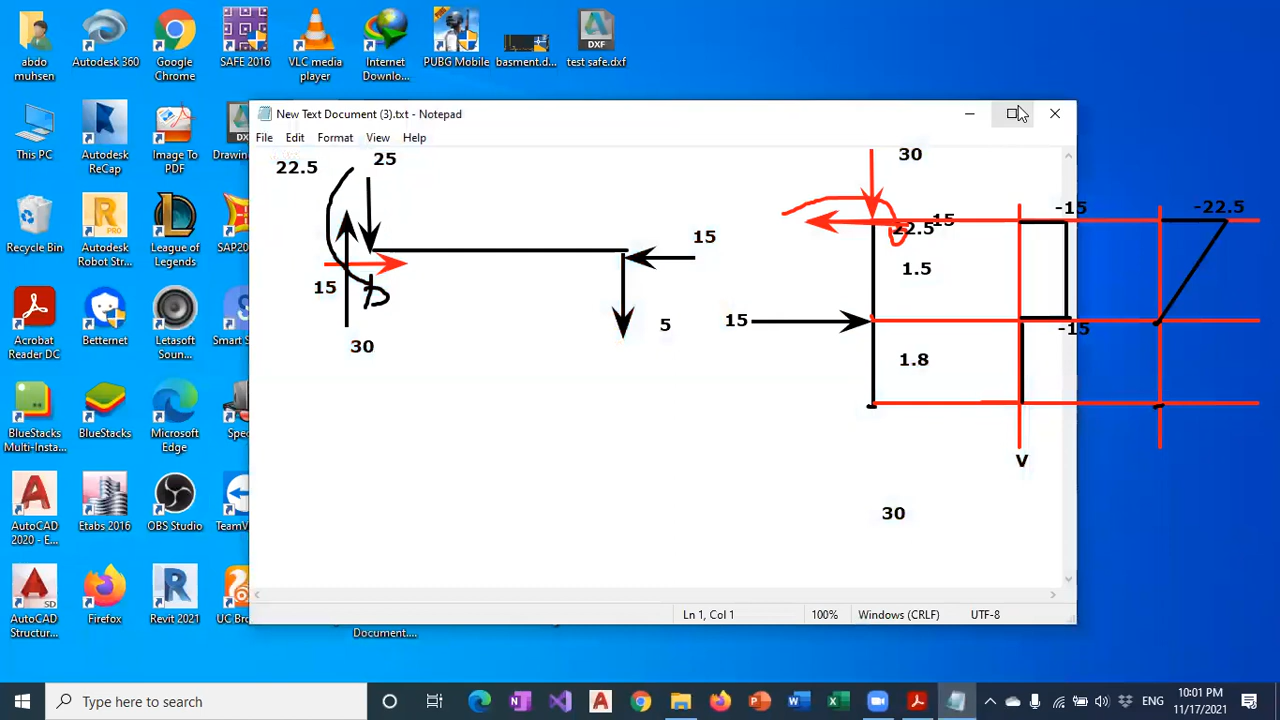 abdo muhsen
Autodesk 360
Google Chrome
SAFE 2016
VLC media player
Internet Downlo...
PUBG Mobile
basment.d...
test safe.dxf
This PC
Autodesk ReCap
Image To PDF
Drawin
Recycle Bin
Autodesk Robot Str...
League of Legends
SAP20
Acrobat Reader DC
Betternet
Letasoft Soun...
Smart S
BlueStacks Multi-Insta...
BlueStacks
Microsoft Edge
Spec
AutoCAD 2020 - E...
Etabs 2016
OBS Studio
TeamV
AutoCAD Structur...
Firefox
Revit 2021
UC Bro
Document....
New Text Document (3).txt - Notepad
File Edit Format View Help
22.5
25
15
30
15
5
30
15
22.5
1.5
15
1.8
-15
-15
-22.5
V
30
Ln 1, Col 1
100%
Windows (CRLF)
UTF-8
Type here to search
ENG
10:01 PM
11/17/2021